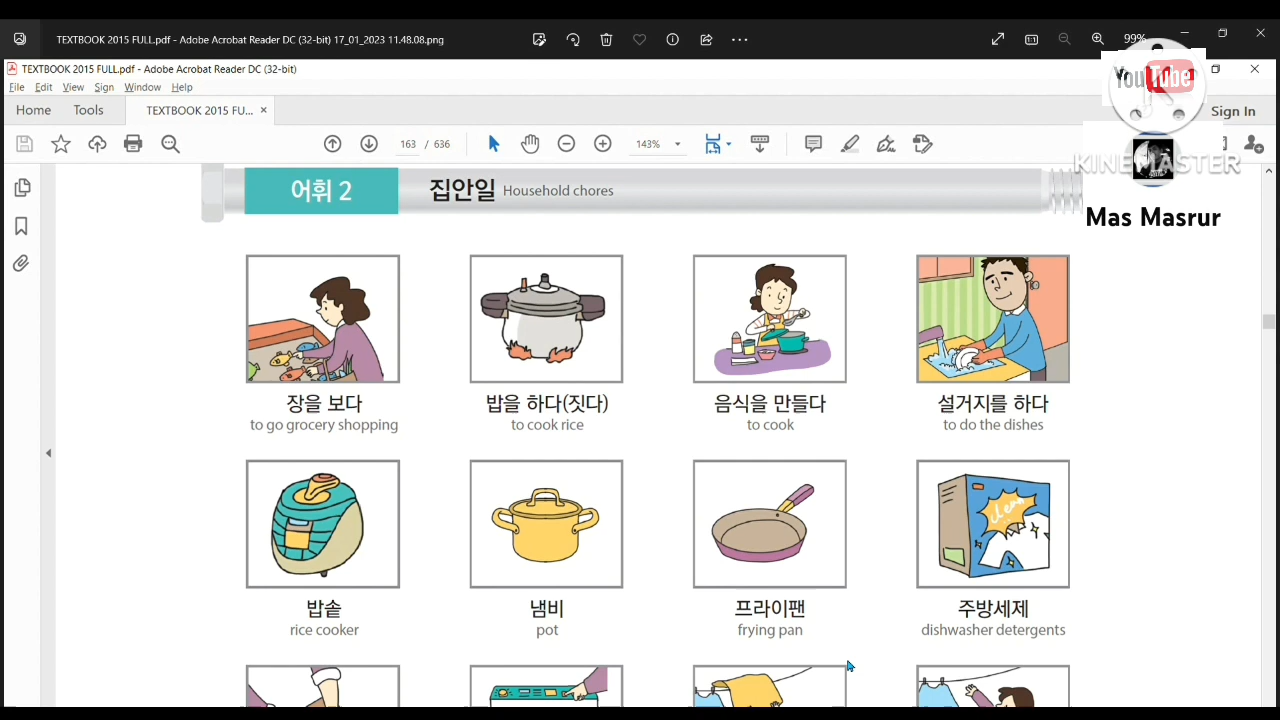 TEXTBOOK 2015 FULL.pdf - Adobe Acrobat Reader DC (32-bit) 17_01_2023 11.48.08.png
99%
TEXTBOOK 2015 FULL.pdf - Adobe Acrobat Reader DC (32-bit)
YouTube
File Edit View Sign Window Help
Home Tools TEXTBOOK 2015 FU... Sign In
163 / 636 143%
KINEMASTER
어휘 2 집안일 Household chores
Mas Masrur
장을 보다 밥을 하다(짓다) 음식을 만들다 설거지를 하다
to go grocery shopping to cook rice to cook to do the dishes
clean
밥솥 냄비 프라이팬 주방세제
rice cooker pot frying pan dishwasher detergents